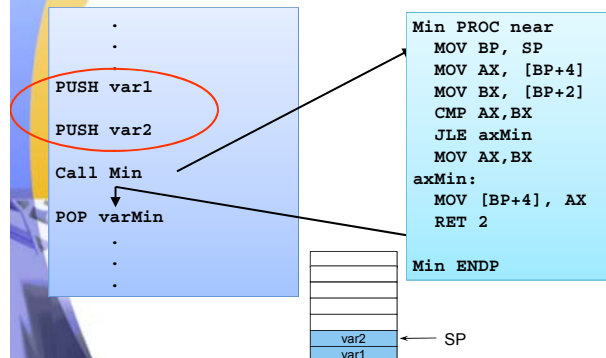 .
.
.
PUSH var1
PUSH var2
Call Min
POP varMin
.
.
.
Min PROC near
MOV BP, SP
MOV AX, [BP+4]
MOV BX, [BP+2]
CMP AX,BX
JLE axMin
MOV AX,BX
axMin:
MOV [BP+4], AX
RET 2
Min ENDP
var2
SP
var1